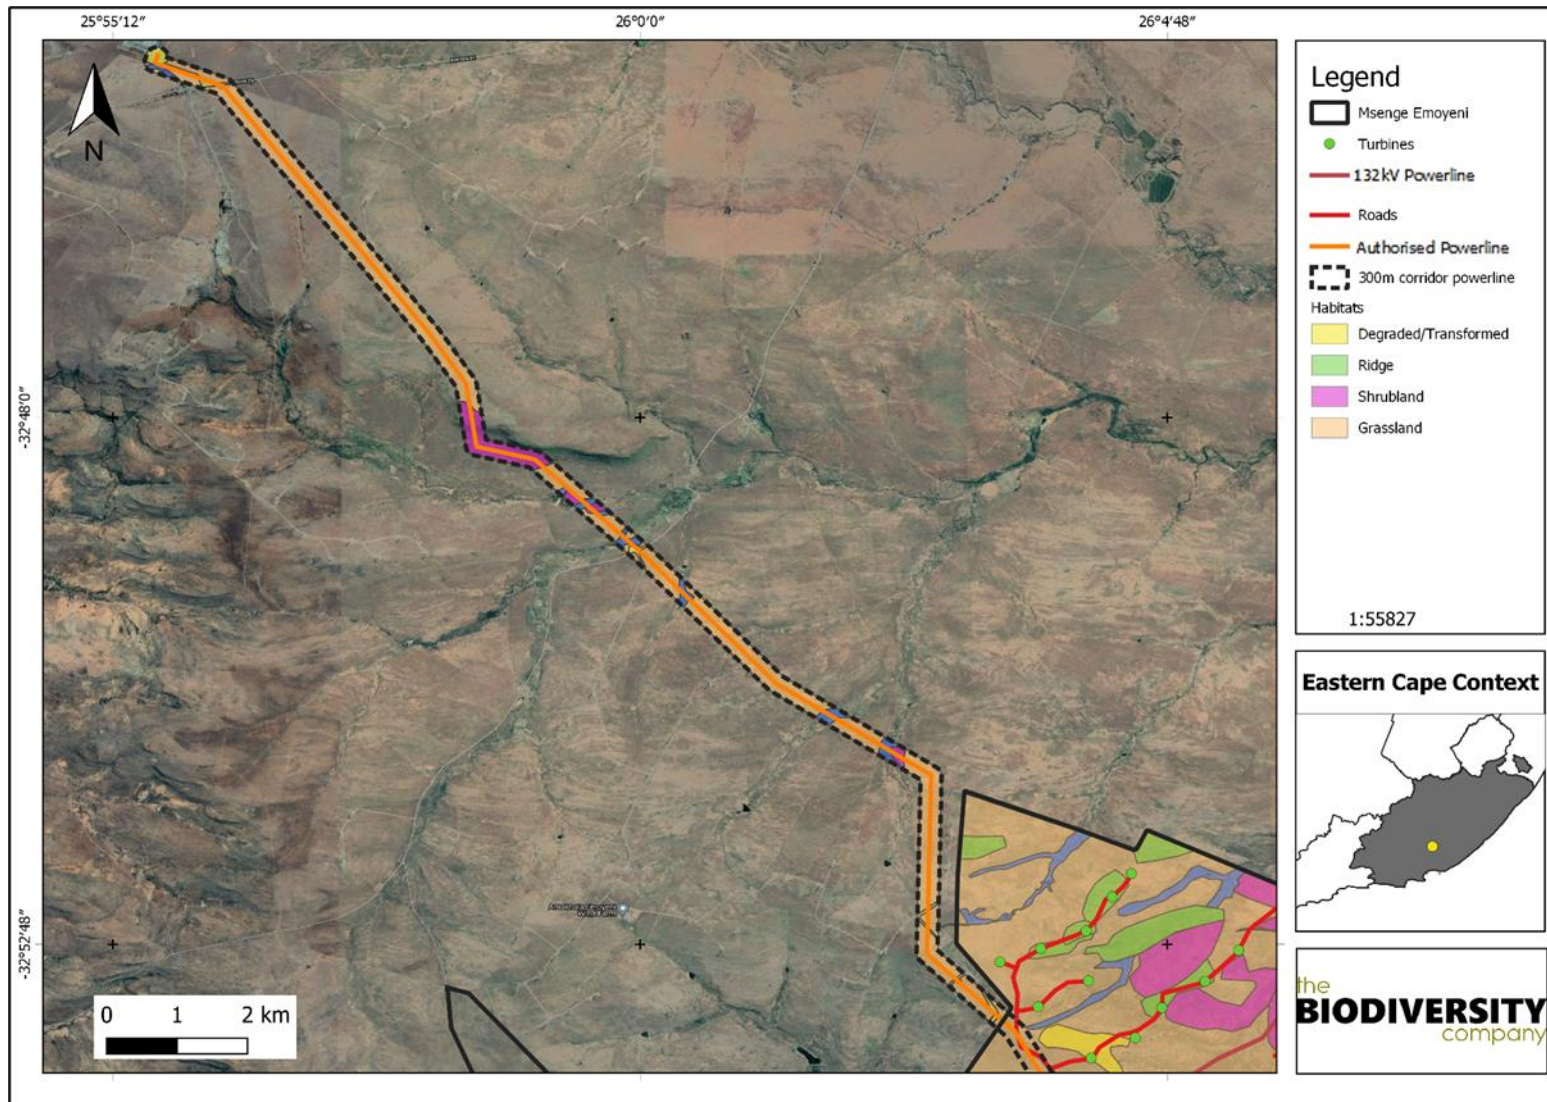 25°55'12"
26°0'0"
26°4'48"
N
-32°48'0"
-32°52'48"
0 1 2 km
Legend
Msenge Emoyeni
Turbines
132kV Powerline
Roads
Authorised Powerline
300m corridor powerline
Habitats
Degraded/Transformed
Ridge
Shrubland
Grassland
1:55827
Eastern Cape Context
the
BIODIVERSITY
company